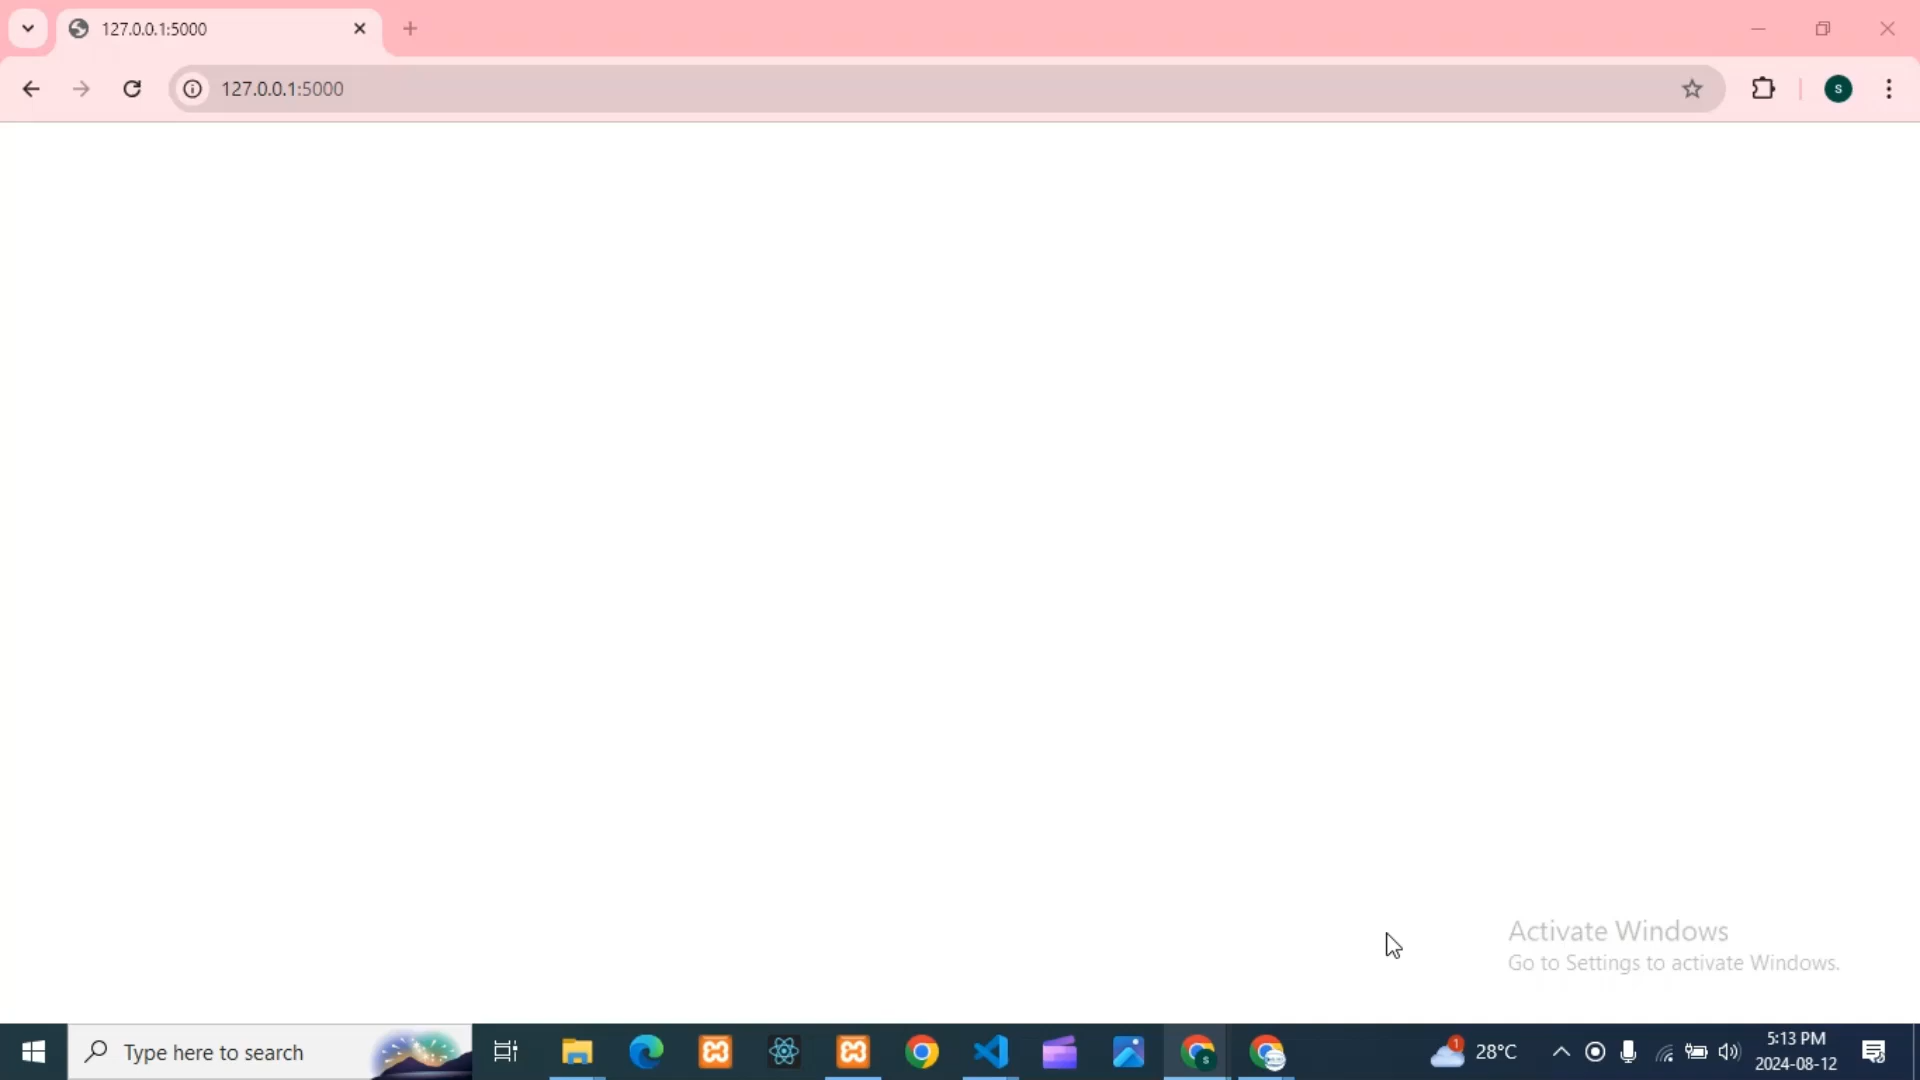 127.0.0.1:5000
127.0.0.1:5000
S
Activate Windows
Go to Settings to activate Windows.
Type here to search
S
1
28°C
5:13 PM
2024-08-12